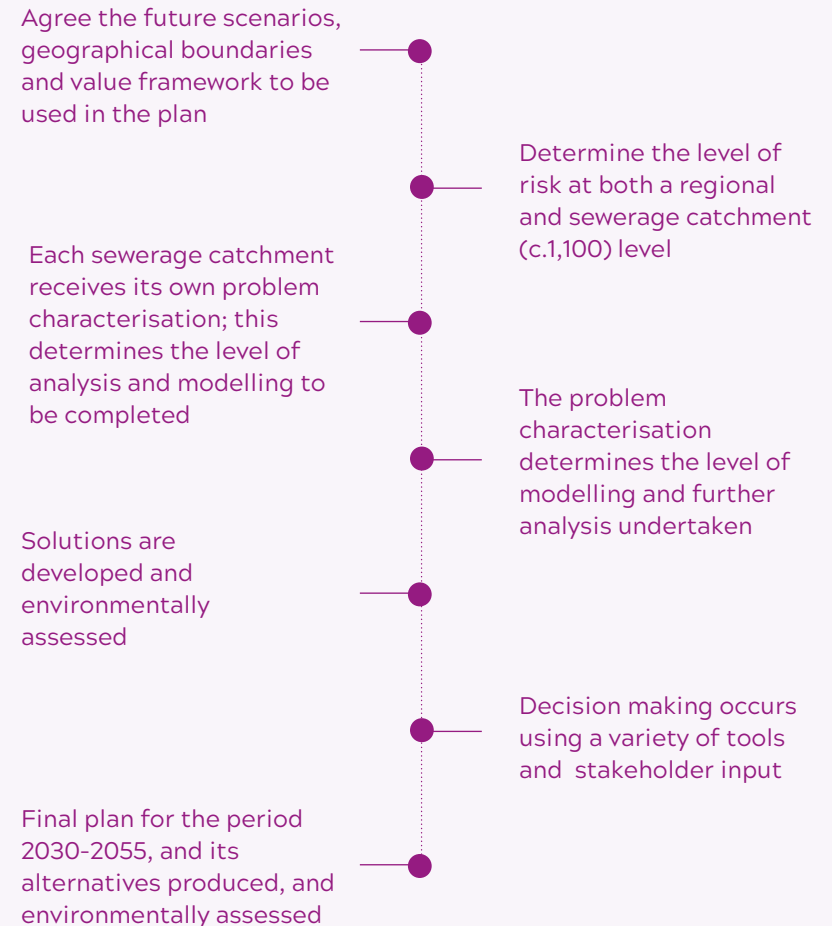 Agree the future scenarios,
geographical boundaries
and value framework to be
used in the plan
Determine the level of
risk at both a regional
and sewerage catchment
(c.1,100) level
Each sewerage catchment
receives its own problem
characterisation; this
determines the level of
analysis and modelling to
be completed
The problem
characterisation
determines the level of
modelling and further
analysis undertaken
Solutions are
developed and
environmentally
assessed
Decision making occurs
using a variety of tools
and  stakeholder input
Final plan for the period
2030-2055, and its
alternatives produced, and
environmentally assessed